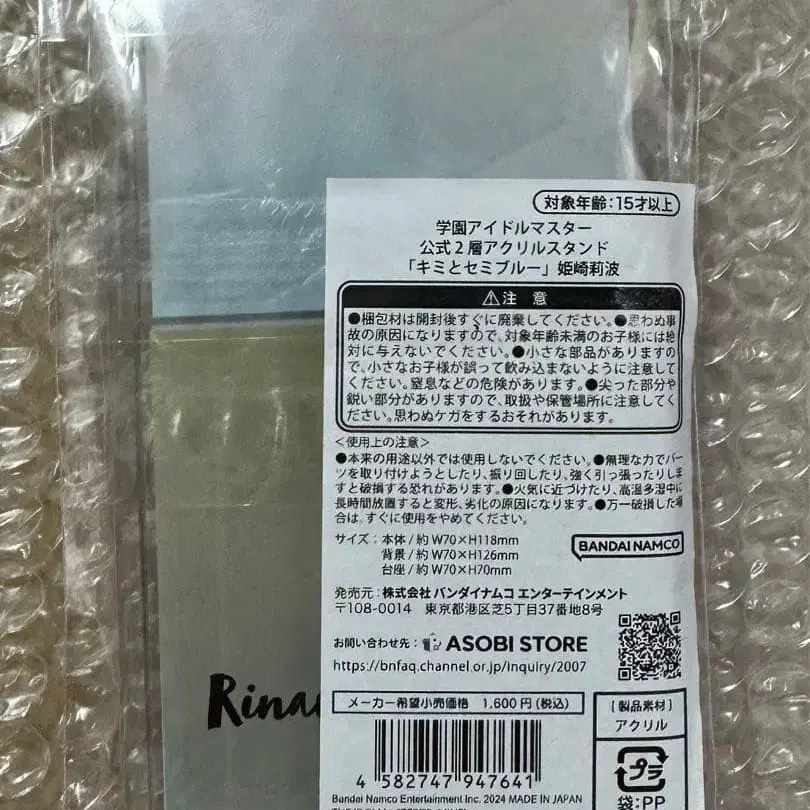 対象年齢:15才以上
学園アイドルマスター
公式2層アクリルスタンド
「キミとセミブルー」姫崎莉波
⚠注 意
●梱包材は開封後すぐに廃棄してください。●思わぬ事
故の原因になりますので、対象年齢未満のお子様には絶
対に与えないでください。●小さな部品がありますの
で、小さなお子様が誤って飲み込まないように注意して
ください。窒息などの危険があります。●尖った部分や
鋭い部分がありますので、取扱や保管場所に注意してく
ださい。思わぬケガをするおそれがあります。
<使用上の注意>
●本来の用途以外では使用しないでください。●無理な力でパー
ツを取り付けようとしたり、振り回したり、強く引っ張ったりしま
すと破損する恐れがあります。●火気に近づけたり、高温多湿中に
長時間放置すると変形、劣化の原因になります。●万一破損した場
合は、すぐに使用をやめてください。
サイズ:本体/約 W70×H118mm
背景/約 W70×H126mm
台座/約 W70×H70mm
BANDAI NAMCO
発売元:株式会社 バンダイナムコ エンターテインメント
〒108-0014 東京都港区芝5丁目37番地8号
お問い合わせ先: ASOBI STORE
https://bnfaq.channel.or.jp/inquiry/2007
Rina
メーカー希望小売価格 1,600円(税込)
[製品素材]
アクリル
4 582747 947641
プラ
袋:PP
Bandai Namco Entertainment Inc. 2024 MADE IN JAPAN